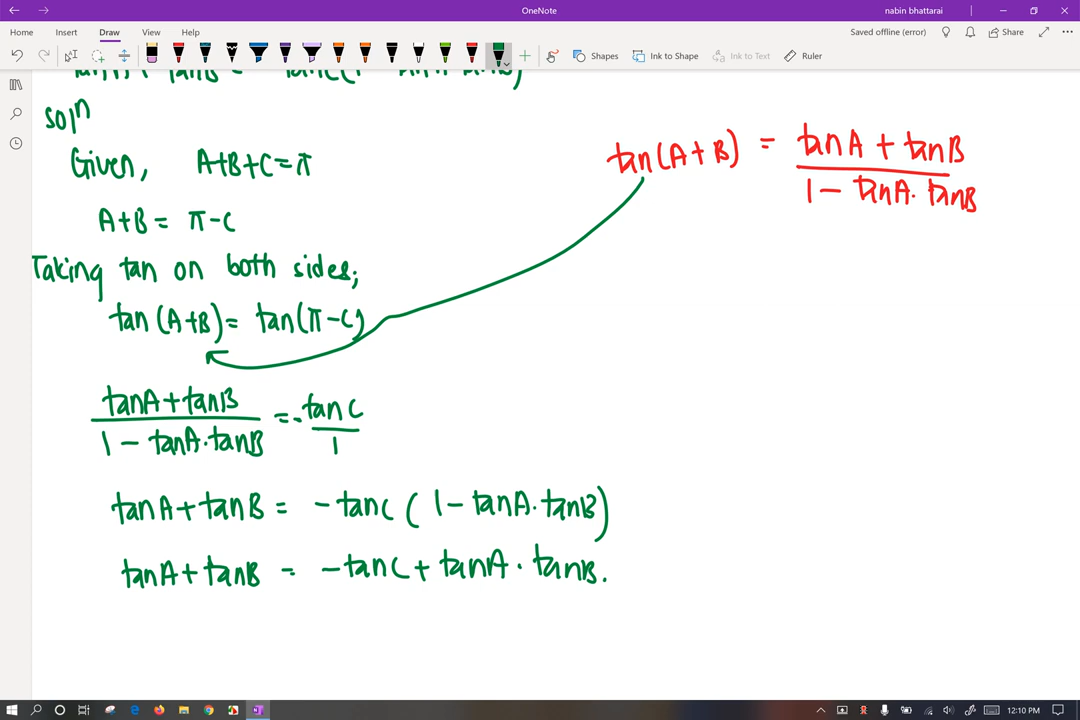 OneNote
nabin bhattarai
Home Insert Draw View Help
Saved offline (error) Share
Shapes Ink to Shape Ink to Text Ruler
soln
Given, A+B+C=π
A+B = π-C
Taking tan on both sides;
tan(A+B) = tan(π-C)
tanA+tanB / 1 - tanA.tanB = -tanC / 1
tanA+tanB = -tanC ( 1- tanA.tanB)
tanA+tanB = -tanC + tanA . tanB.
tan(A+B) = tanA + tanB / 1- tanA. tanB
12:10 PM